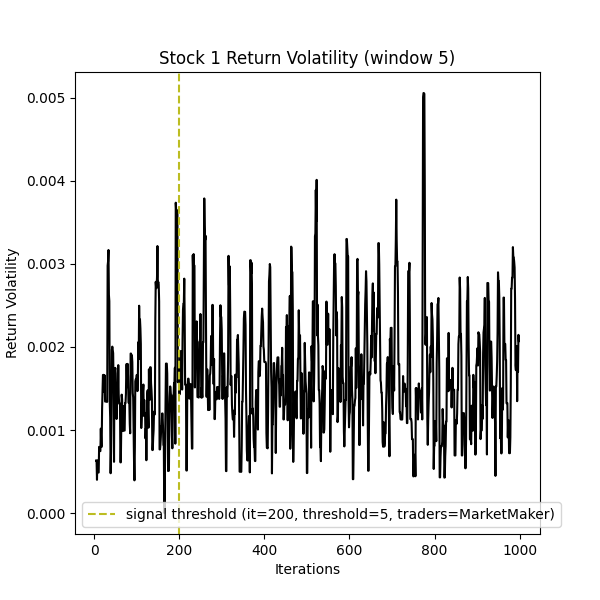 Stock 1 Return Volatility (window 5)
Return Volatility
0.005
0.004
0.003
0.002
0.001
0.000
signal threshold (it=200, threshold=5, traders=MarketMaker)
0 200 400 600 800 1000
Iterations